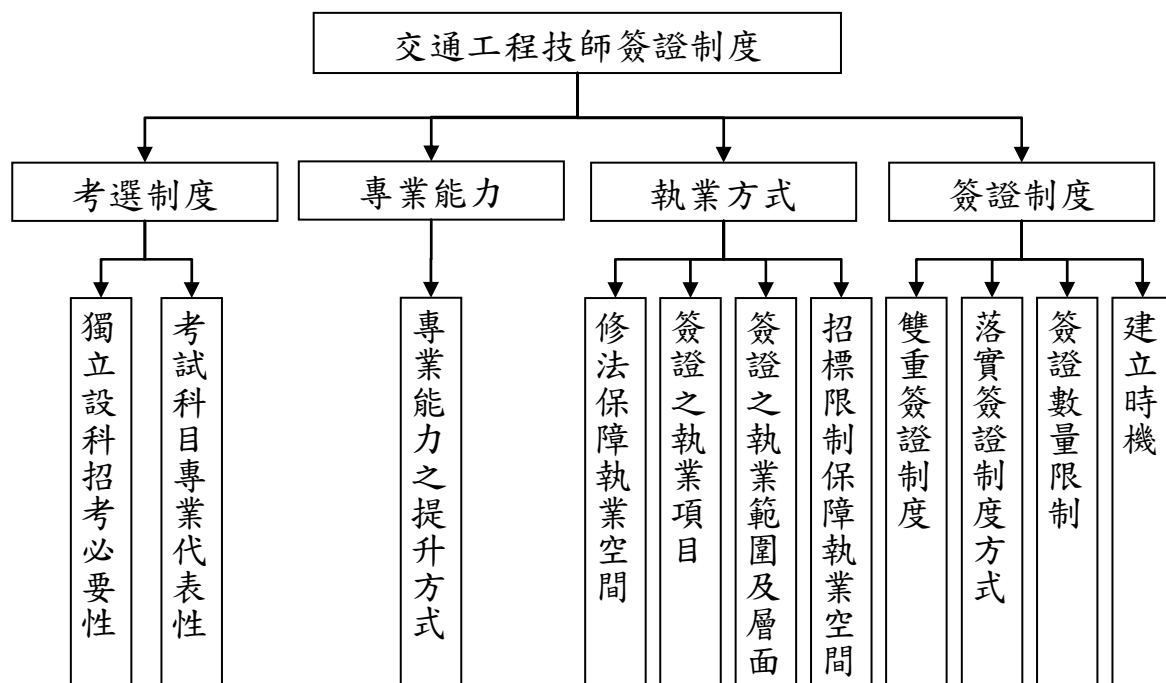 交通工程技師簽證制度
考選制度
專業能力
執業方式
簽證制度
獨立設科招考必要性
考試科目專業代表性
專業能力之提升方式
修法保障執業空間
簽證之執業項目
簽證之執業範圍及層面
招標限制保障執業空間
雙重簽證制度
落實簽證制度方式
簽證數量限制
建立時機